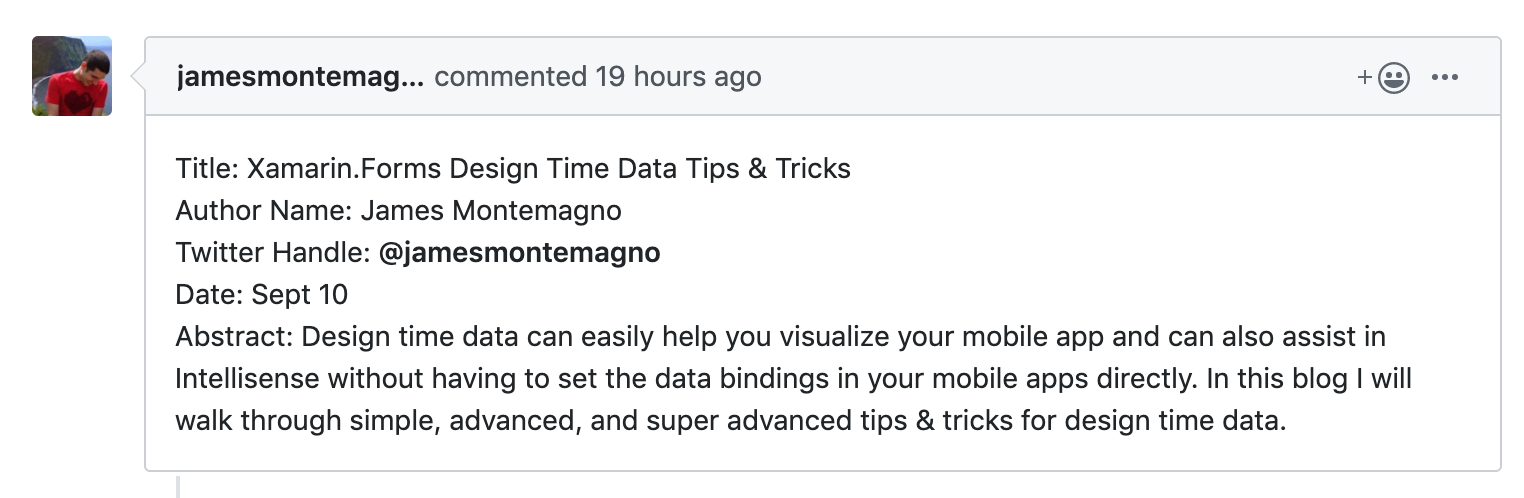 jamesmontemag... commented 19 hours ago
Title: Xamarin.Forms Design Time Data Tips & Tricks
Author Name: James Montemagno
Twitter Handle: @jamesmontemagno
Date: Sept 10
Abstract: Design time data can easily help you visualize your mobile app and can also assist in
Intellisense without having to set the data bindings in your mobile apps directly. In this blog I will
walk through simple, advanced, and super advanced tips & tricks for design time data.